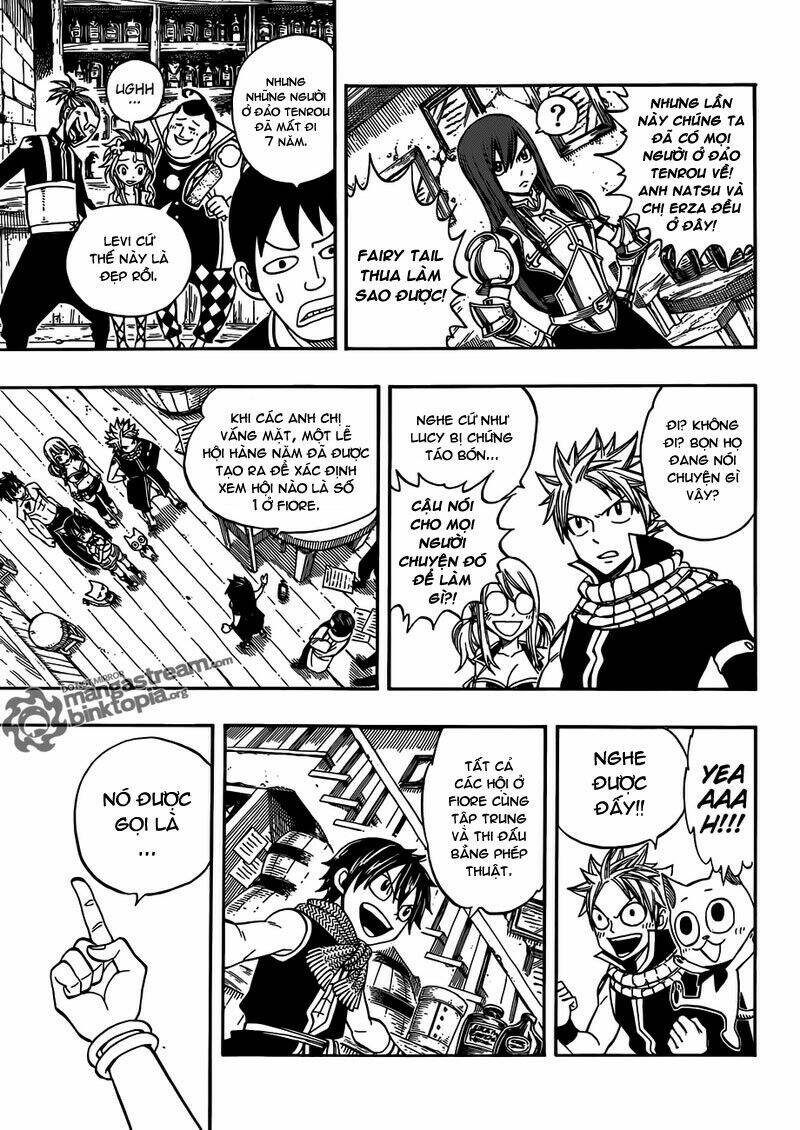 NHƯNG LẦN
NÀY CHÚNG TA
ĐÃ CÓ MỌI
NGƯỜI Ở ĐẢO
TENROU VỀ!
ANH NATSU VÀ
CHỊ ERZA ĐỀU
Ở ĐÂY!
?
FAIRY TAIL
THUA LÀM
SAO ĐƯỢC!
NHƯNG
NHỮNG NGƯỜI
Ở ĐẢO TENROU
ĐÃ MẤT ĐI
7 NĂM.
UGHH
...
LEVI CỨ
THẾ NÀY LÀ
ĐẸP RỒI.
ĐI? KHÔNG
ĐI? BỌN HỌ
ĐANG NÓI
CHUYỆN GÌ
VẬY?
NGHE CỨ NHƯ
LUCY BỊ CHỨNG
TÁO BÓN...
CẬU NÓI
CHO MỌI
NGƯỜI
CHUYỆN ĐÓ
ĐỂ LÀM
GÌ?!
KHI CÁC ANH CHỊ
VẮNG MẶT, MỘT LỄ
HỘI HÀNG NĂM ĐÃ ĐƯỢC
TẠO RA ĐỂ XÁC ĐỊNH
XEM HỘI NÀO LÀ SỐ
1 Ở FIORE.
mangastream.com
binktopia.org
YEA
AAA
H!!!
NGHE
ĐƯỢC
ĐẤY!!
TẤT CẢ
CÁC HỘI Ở
FIORE CÙNG
TẬP TRUNG
VÀ THI ĐẤU
BẰNG PHÉP
THUẬT.
NÓ ĐƯỢC
GỌI LÀ
...